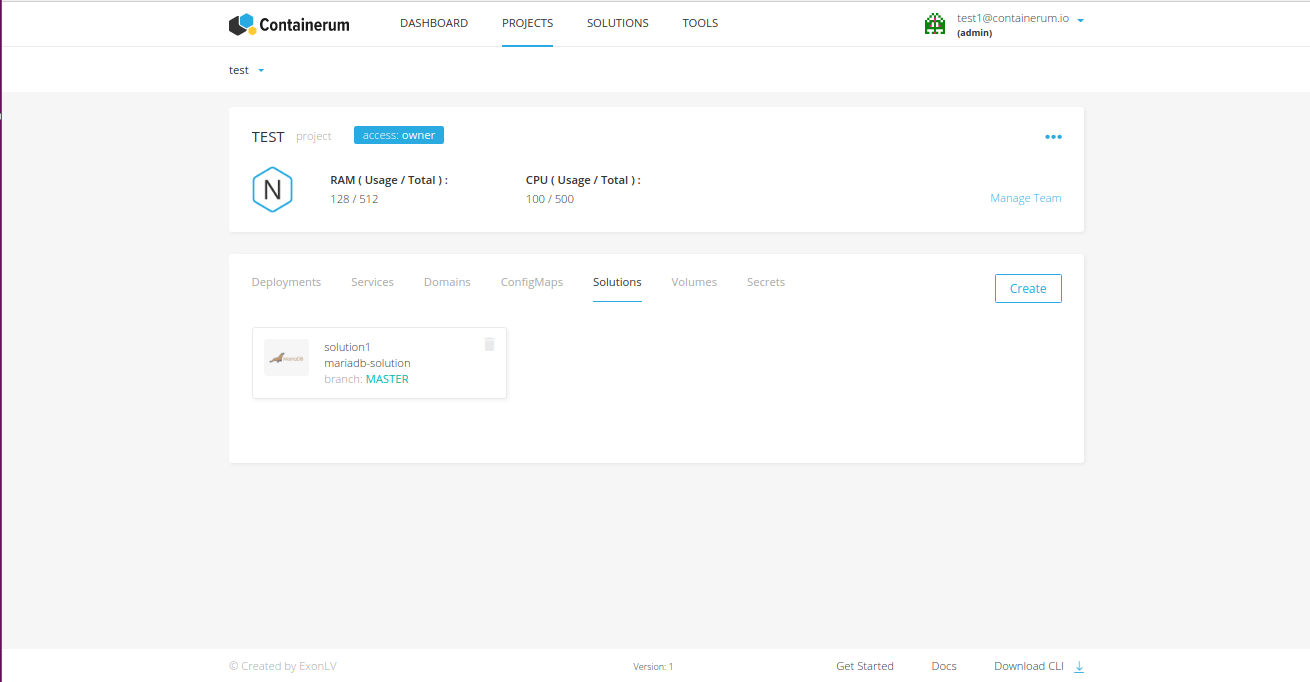 Containerum
DASHBOARD PROJECTS SOLUTIONS TOOLS
test1@containerum.io
(admin)
test
TEST project access: owner
N
RAM ( Usage / Total ) : CPU ( Usage / Total ) :
128 / 512 100 / 500
Manage Team
Deployments Services Domains ConfigMaps Solutions Volumes Secrets
Create
solution1
mariadb-solution
branch: MASTER
© Created by ExonLV Version: 1 Get Started Docs Download CLI